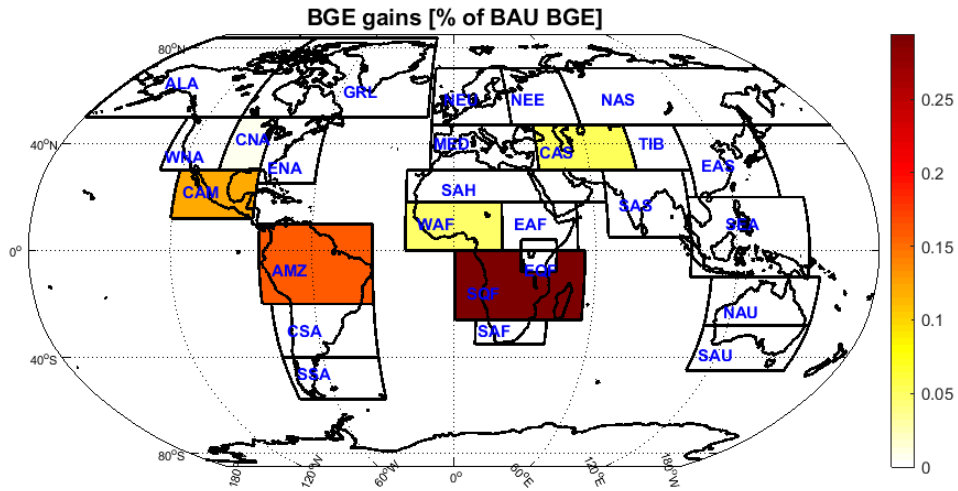 BGE gains [% of BAU BGE]
80°N
ALA
GRL
NEU
NEE
NAS
0.25
40°N
WNA
CNA
ENA
MED
CAS
TIB
EAS
0.2
CAM
SAH
SAS
WAF
EAF
SEA
0.15
0°
AMZ
EQF
SQF
0.1
CSA
SAF
NAU
40°S
SSA
SAU
0.05
80°S
0
180°
120°W
60°W
0°
60°E
120°E
180°W